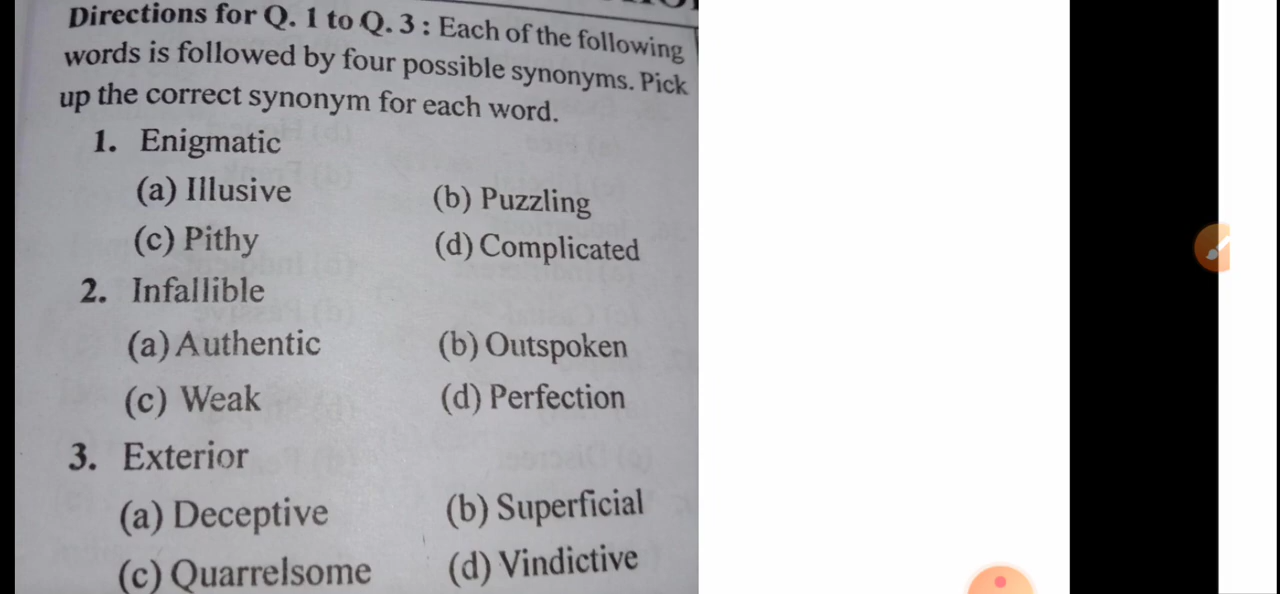 Directions for Q. 1 to Q. 3 : Each of the following
words is followed by four possible synonyms. Pick
up the correct synonym for each word.
1. Enigmatic
(a) Illusive (b) Puzzling
(c) Pithy (d) Complicated
2. Infallible
(a) Authentic (b) Outspoken
(c) Weak (d) Perfection
3. Exterior
(a) Deceptive (b) Superficial
(c) Quarrelsome (d) Vindictive